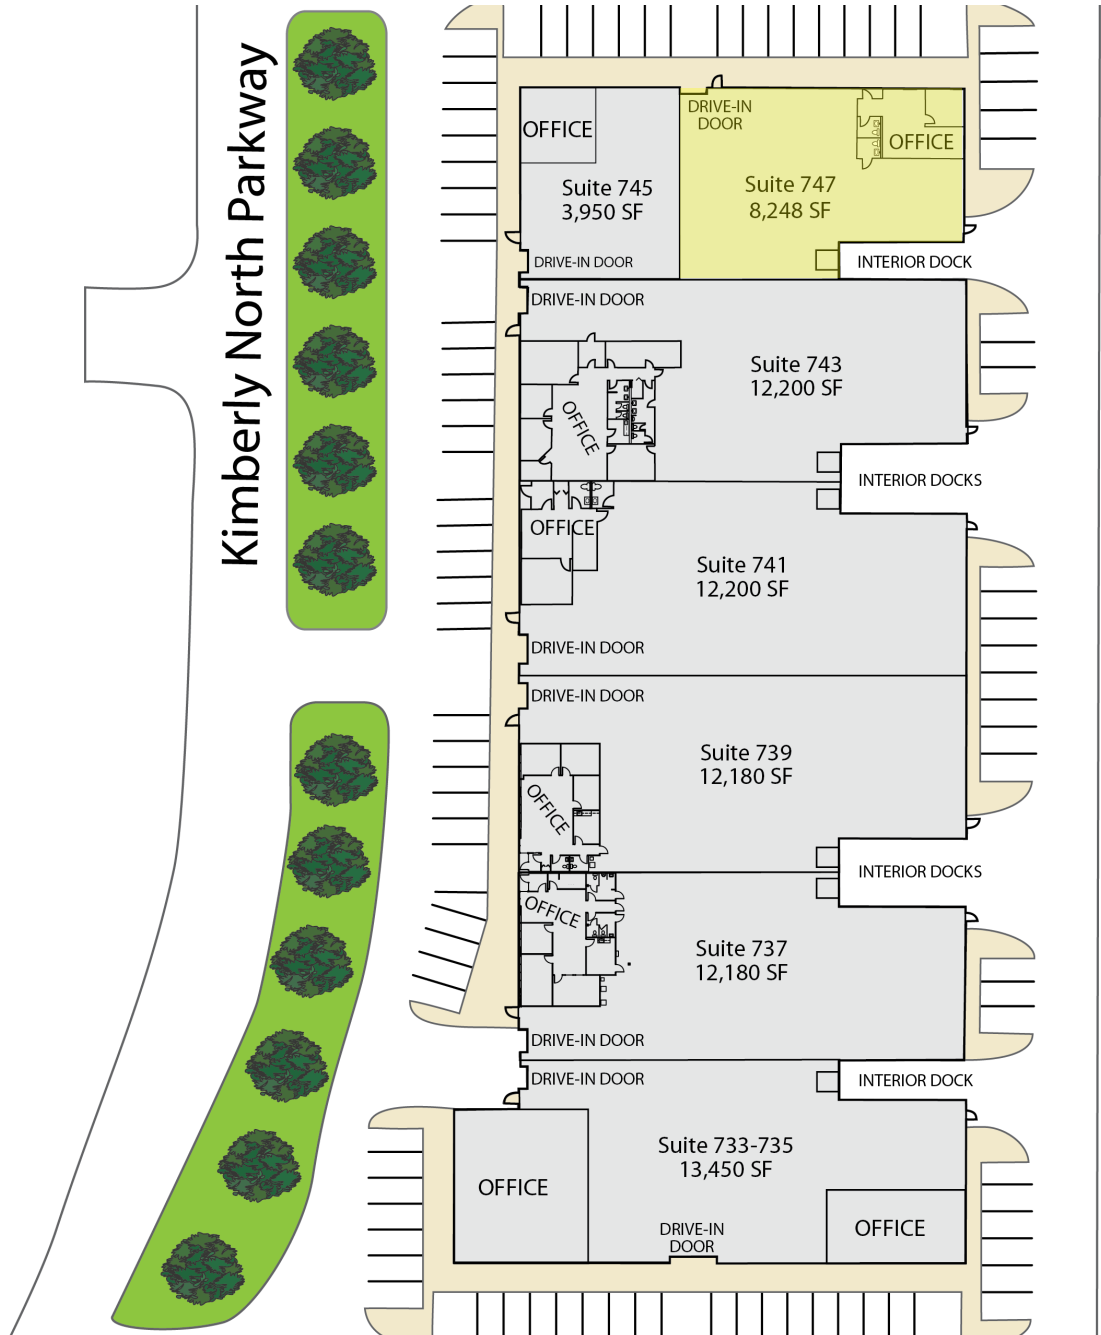 Kimberly North Parkway
DRIVE-IN
DOOR
OFFICE
OFFICE
Suite 745
3,950 SF
Suite 747
8,248 SF
DRIVE-IN DOOR
INTERIOR DOCK
DRIVE-IN DOOR
Suite 743
12,200 SF
OFFICE
INTERIOR DOCKS
OFFICE
Suite 741
12,200 SF
DRIVE-IN DOOR
DRIVE-IN DOOR
Suite 739
12,180 SF
OFFICE
INTERIOR DOCKS
OFFICE
Suite 737
12,180 SF
DRIVE-IN DOOR
DRIVE-IN DOOR
INTERIOR DOCK
Suite 733-735
13,450 SF
OFFICE
DRIVE-IN
DOOR
OFFICE